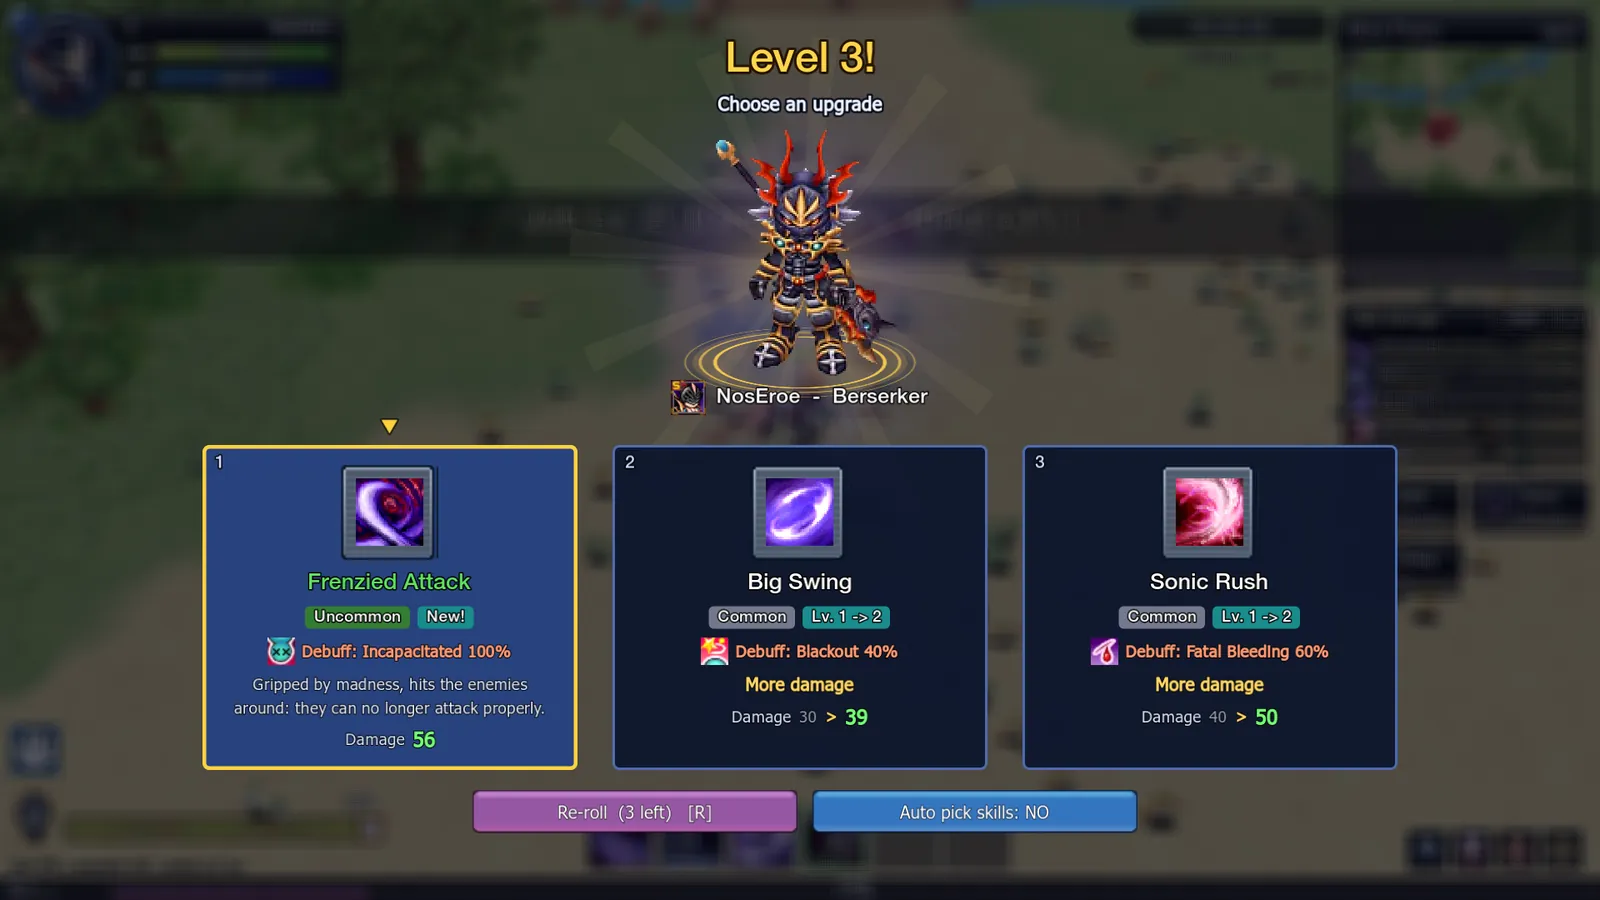 Level 3!
Choose an upgrade
S
NosEroe - Berserker
1
Frenzied Attack
Uncommon New!
Debuff: Incapacitated 100%
Gripped by madness, hits the enemies
around: they can no longer attack properly.
Damage 56
2
Big Swing
Common Lv. 1 -> 2
Debuff: Blackout 40%
More damage
Damage 30 > 39
3
Sonic Rush
Common Lv. 1 -> 2
Debuff: Fatal Bleeding 60%
More damage
Damage 40 > 50
Re-roll (3 left) [R]
Auto pick skills: NO